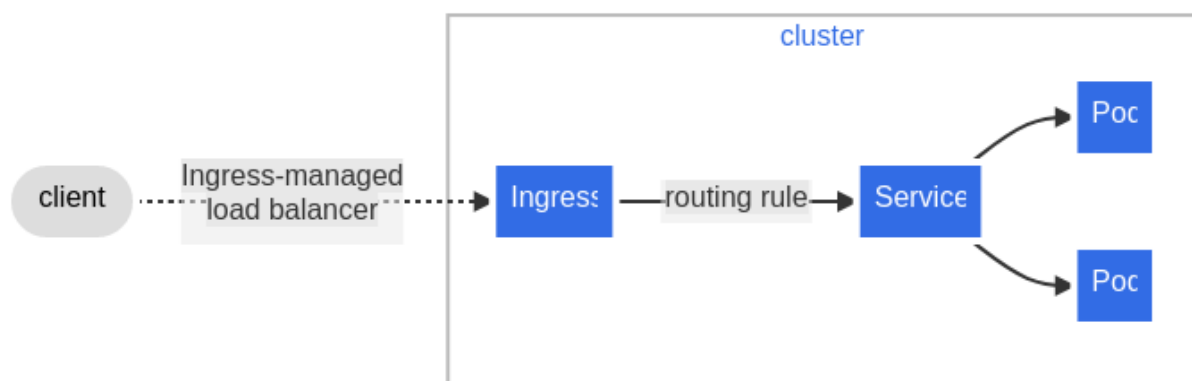 cluster
client
Ingress-managed
load balancer
Ingress
routing rule
Service
Pod
Pod